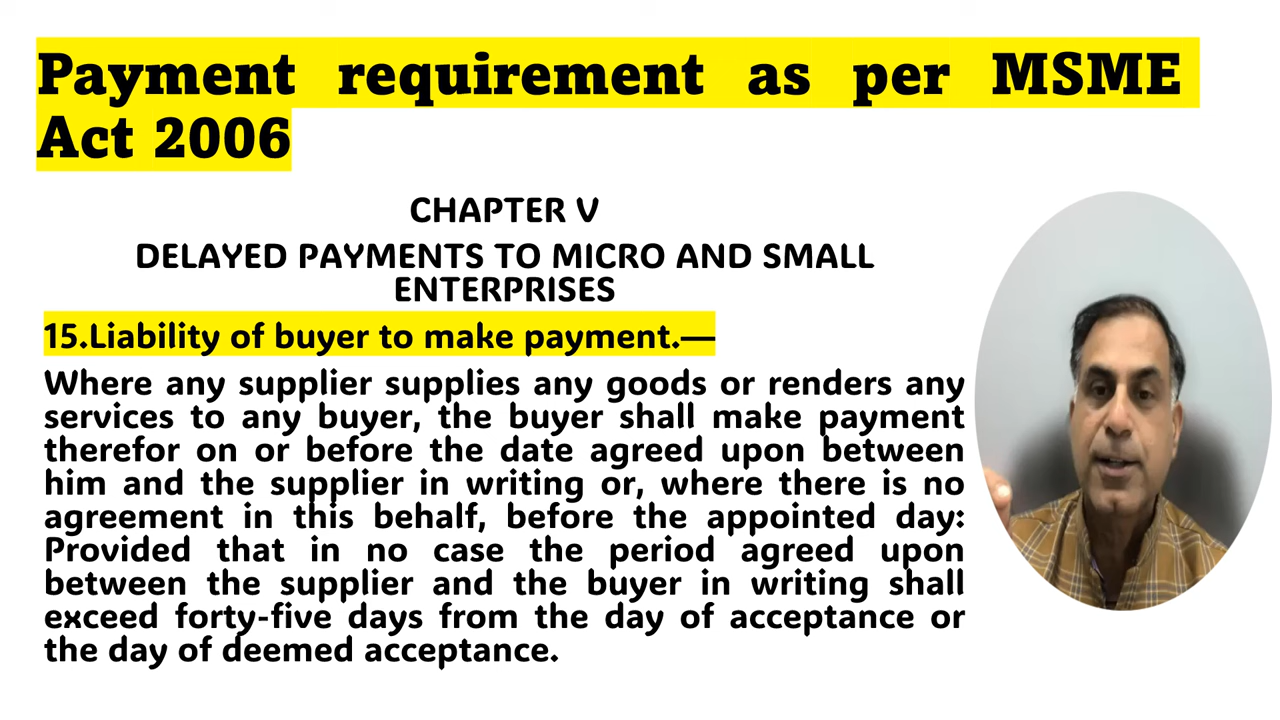 Payment requirement as per MSME
Act 2006
CHAPTER V
DELAYED PAYMENTS TO MICRO AND SMALL
ENTERPRISES
15.Liability of buyer to make payment.—
Where any supplier supplies any goods or renders any
services to any buyer, the buyer shall make payment
therefor on or before the date agreed upon between
him and the supplier in writing or, where there is no
agreement in this behalf, before the appointed day:
Provided that in no case the period agreed upon
between the supplier and the buyer in writing shall
exceed forty-five days from the day of acceptance or
the day of deemed acceptance.